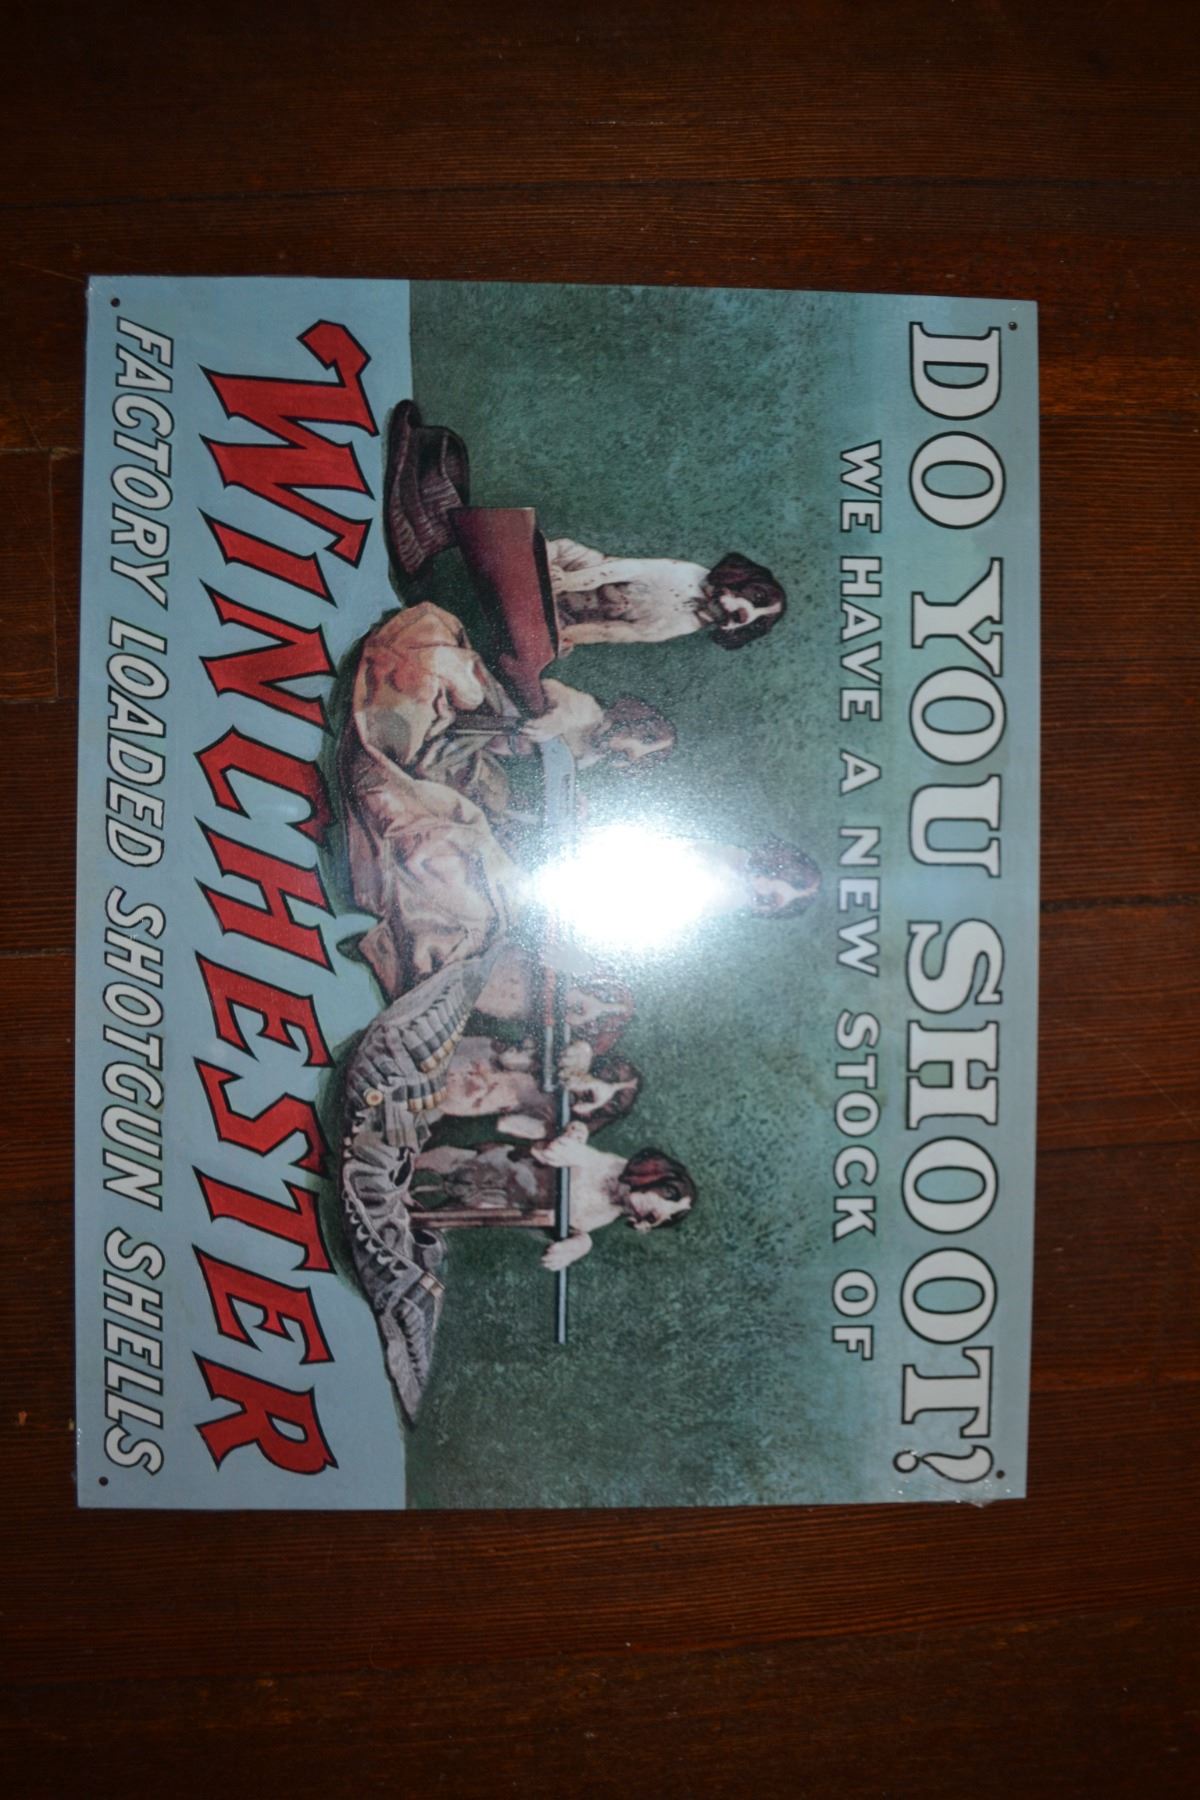 DO YOU SHOOT?
WE HAVE A NEW STOCK OF
WINCHESTER
FACTORY LOADED SHOTGUN SHELLS